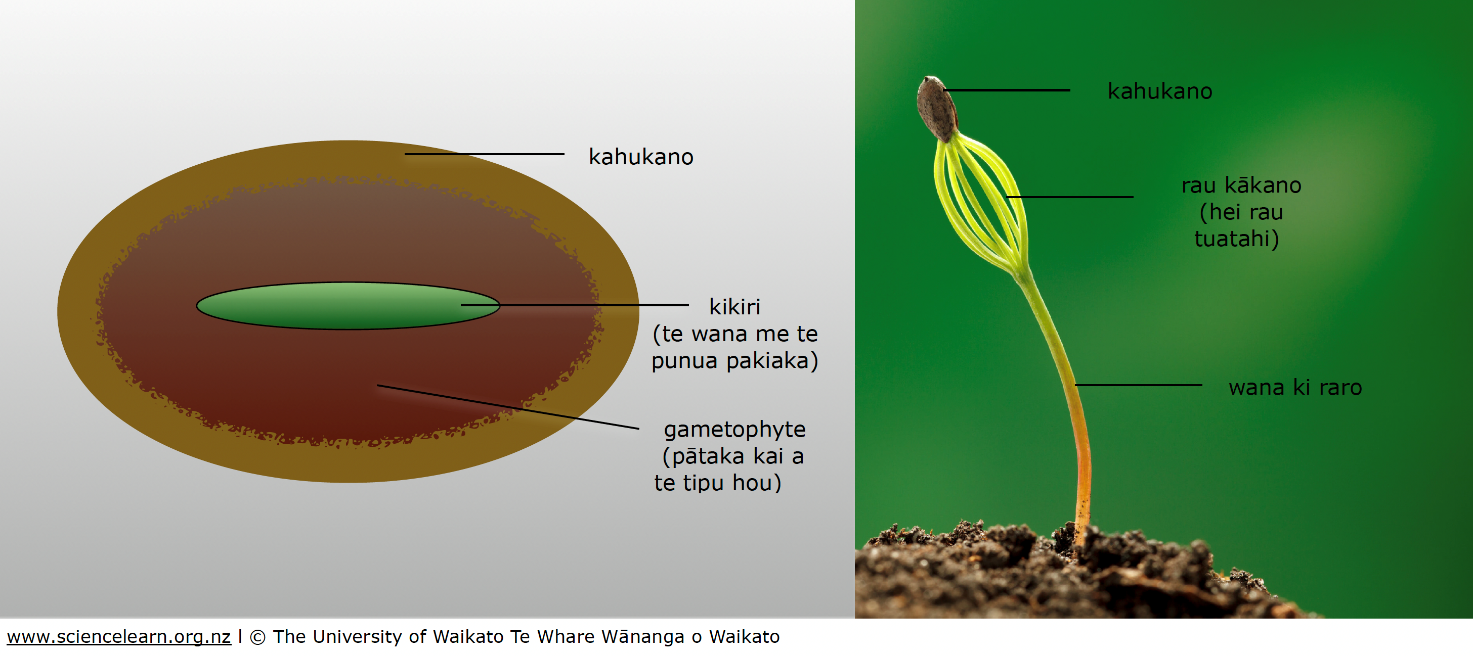 kahukano
kikiri
(te wana me te
punua pakiaka)
gametophyte
(pātaka kai a
te tipu hou)
kahukano
rau kākano
(hei rau
tuatahi)
wana ki raro
www.sciencelearn.org.nz l © The University of Waikato Te Whare Wānanga o Waikato